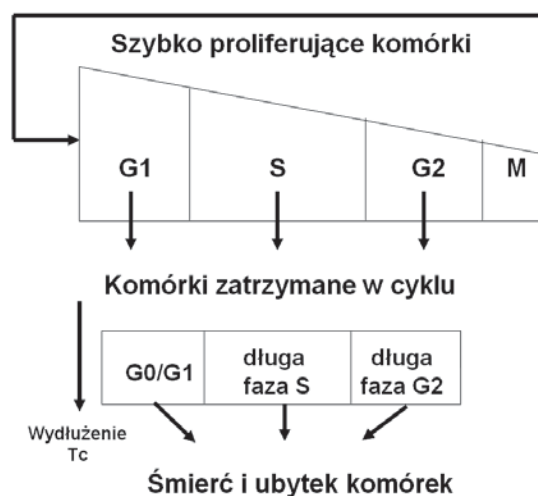 Szybko proliferujące komórki
G1 S G2 M
Komórki zatrzymane w cyklu
G0/G1
długa
faza S
długa
faza G2
Wydłużenie
Tc
Śmierć i ubytek komórek